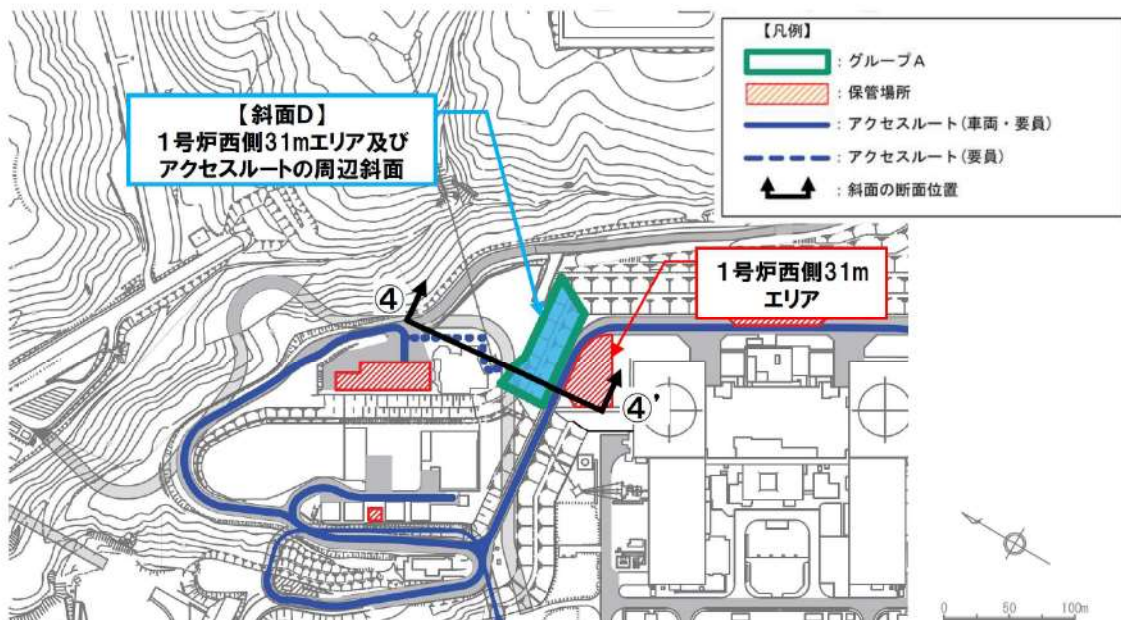 【凡例】
：グループA
：保管場所
：アクセスルート(車両・要員)
：アクセスルート(要員)
：斜面の断面位置
【斜面D】
1号炉西側31mエリア及び
アクセスルートの周辺斜面
1号炉西側31m
エリア
④
④'
0 50 100m